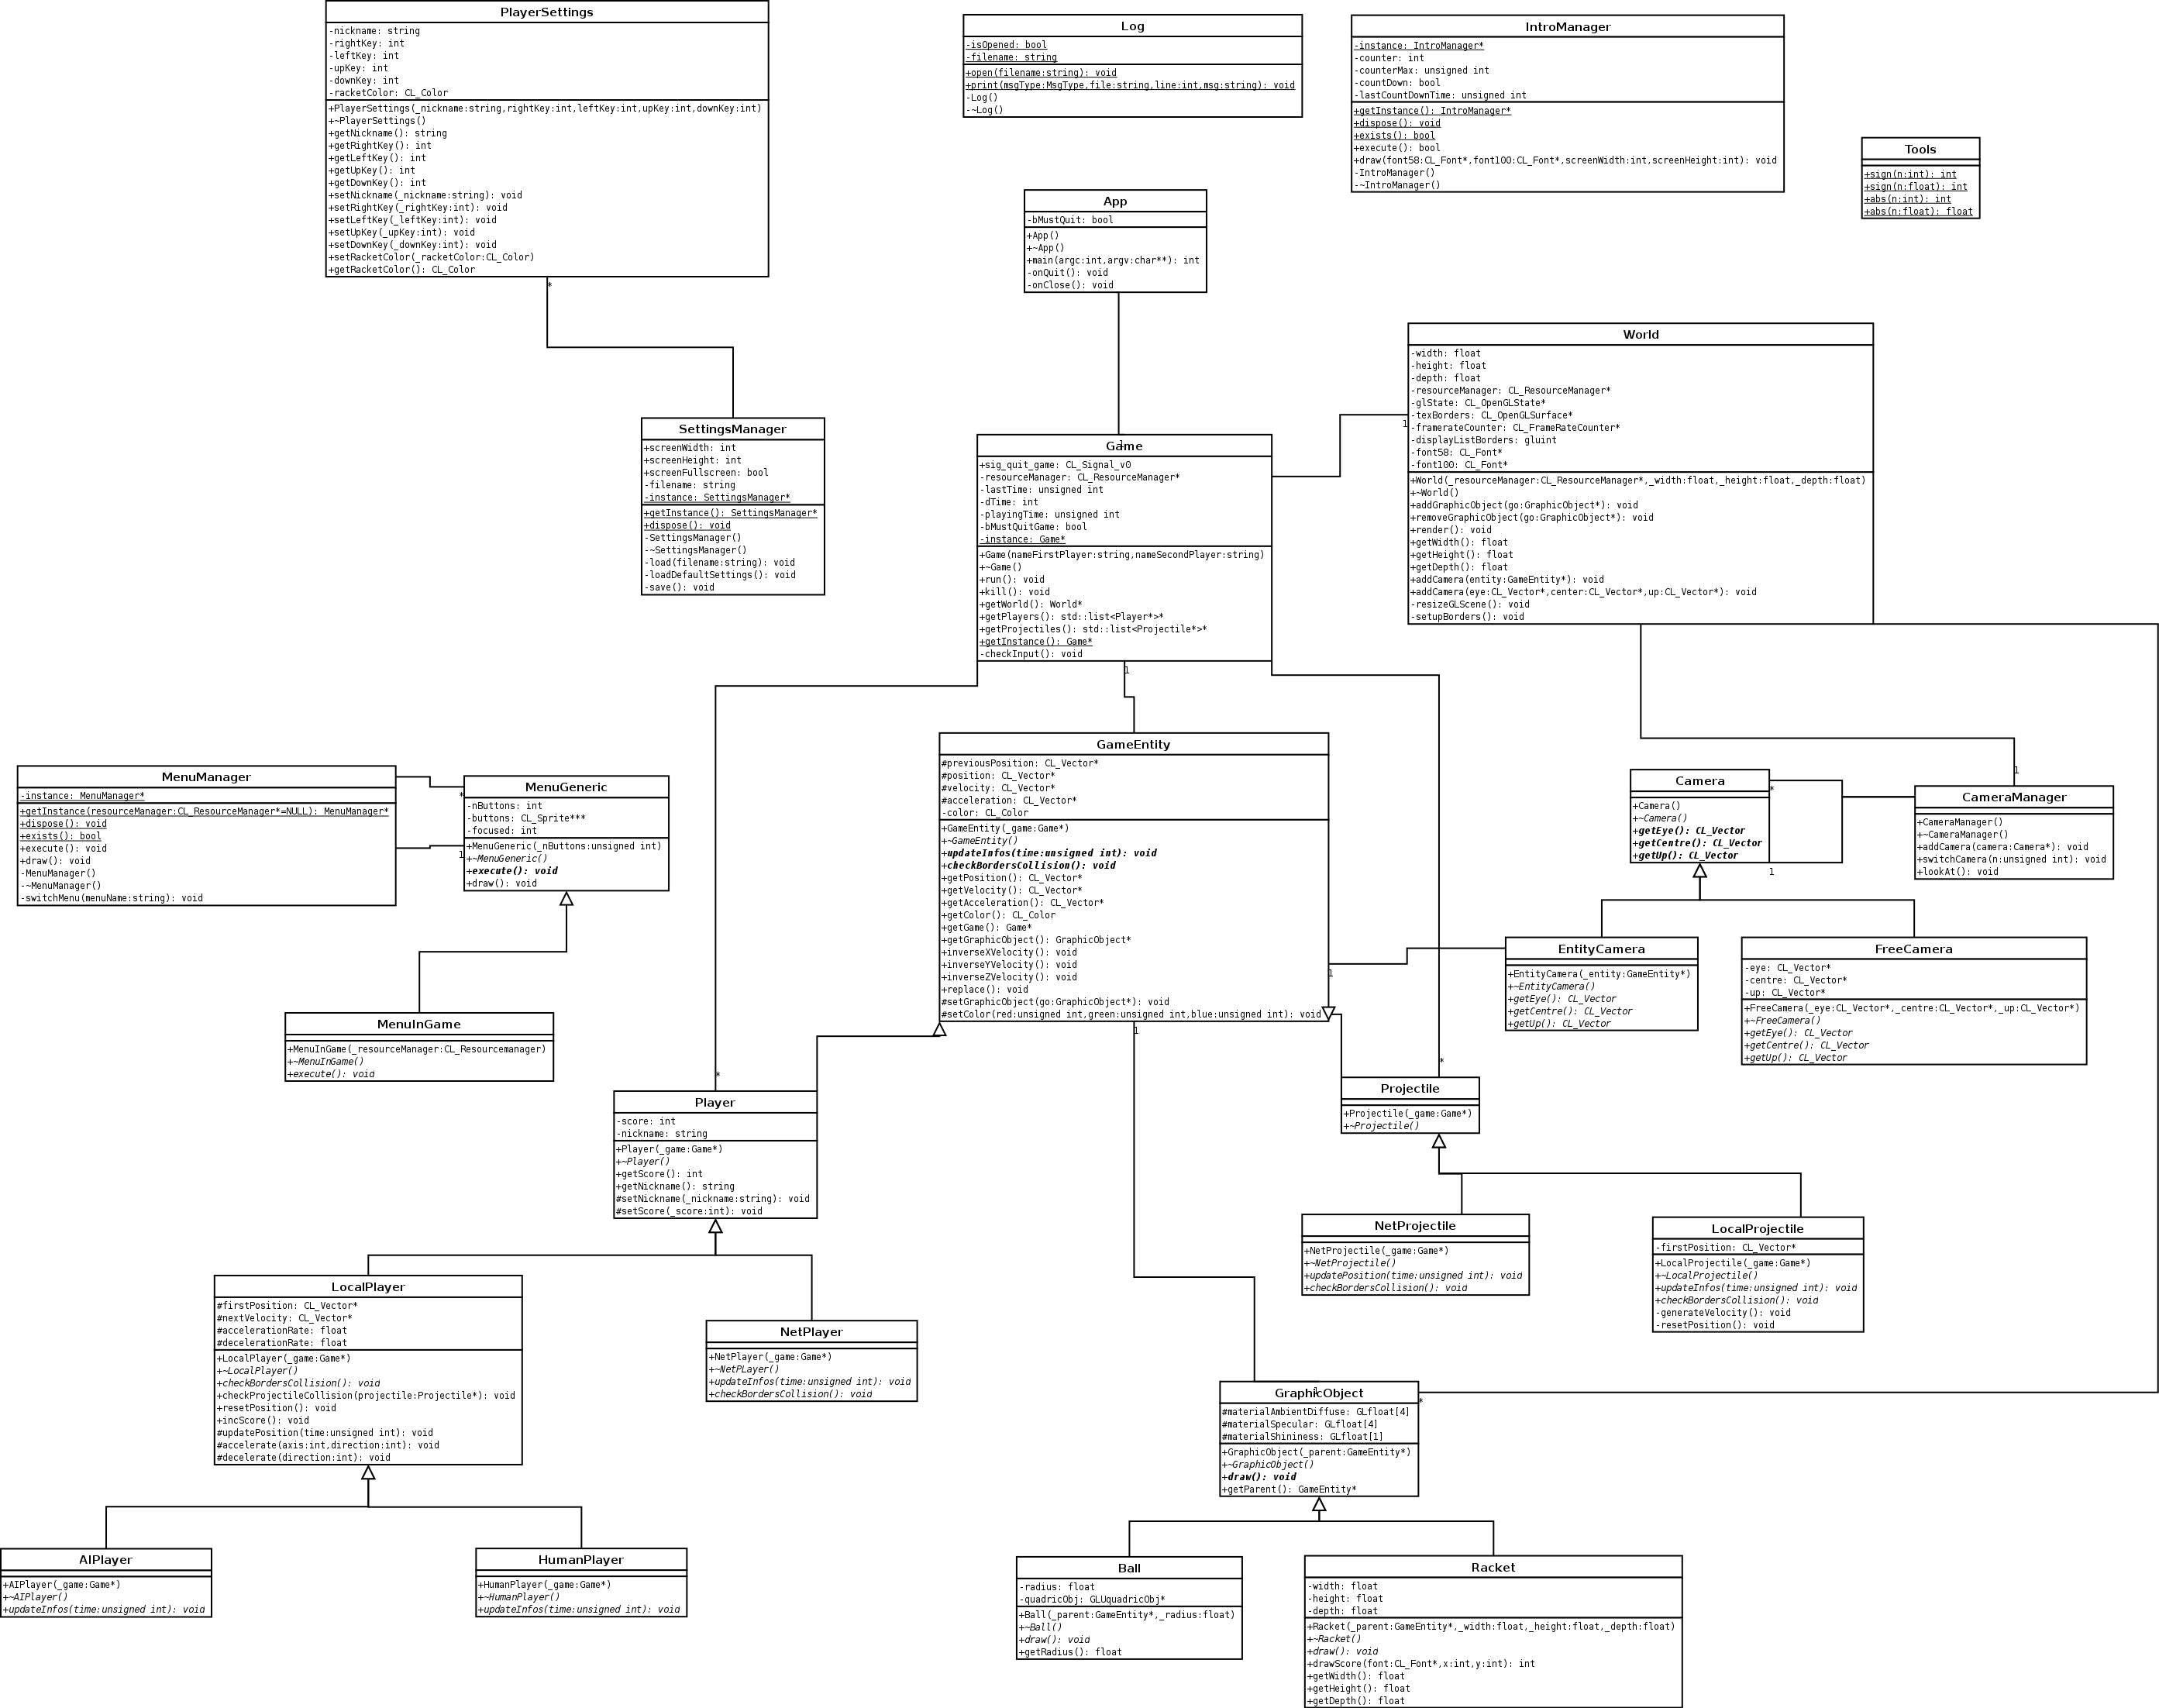 PlayerSettings
-nickname: string
-rightKey: int
-leftKey: int
-upKey: int
-downKey: int
-racketColor: CL_Color
+PlayerSettings(_nickname:string,rightKey:int,leftKey:int,upKey:int,downKey:int)
+~PlayerSettings()
+getNickname(): string
+getRightKey(): int
+getLeftKey(): int
+getUpKey(): int
+getDownKey(): int
+setNickname(_nickname:string): void
+setRightKey(_rightKey:int): void
+setLeftKey(_leftKey:int): void
+setUpKey(_upKey:int): void
+setDownKey(_downKey:int): void
+setRacketColor(_racketColor:CL_Color)
+getRacketColor(): CL_Color
*
Log
-isOpened: bool
-filename: string
+open(filename:string): void
+print(msgType:MsgType,file:string,line:int,msg:string): void
-Log()
-~Log()
IntroManager
-instance: IntroManager*
-counter: int
-counterMax: unsigned int
-countDown: bool
-lastCountDownTime: unsigned int
+getInstance(): IntroManager*
+dispose(): void
+exists(): bool
+execute(): bool
+draw(font58:CL_Font*,font100:CL_Font*,screenWidth:int,screenHeight:int): void
-IntroManager()
-~IntroManager()
Tools
+sign(n:int): int
+sign(n:float): int
+abs(n:int): int
+abs(n:float): float
App
-bMustQuit: bool
+App()
+~App()
+main(argc:int,argv:char**): int
-onQuit(): void
-onClose(): void
World
-width: float
-height: float
-depth: float
-resourceManager: CL_ResourceManager*
-glState: CL_OpenGLState*
-texBorders: CL_OpenGLSurface*
-framerateCounter: CL_FrameRateCounter*
-displayListBorders: gluint
-font58: CL_Font*
-font100: CL_Font*
+World(_resourceManager:CL_ResourceManager*,_width:float,_height:float,_depth:float)
+~World()
+addGraphicObject(go:GraphicObject*): void
+removeGraphicObject(go:GraphicObject*): void
+render(): void
+getWidth(): float
+getHeight(): float
+getDepth(): float
+addCamera(entity:GameEntity*): void
+addCamera(eye:CL_Vector*,center:CL_Vector*,up:CL_Vector*): void
-resizeGLScene(): void
-setupBorders(): void
1
SettingsManager
+screenWidth: int
+screenHeight: int
+screenFullscreen: bool
-filename: string
-instance: SettingsManager*
+getInstance(): SettingsManager*
+dispose(): void
-SettingsManager()
-~SettingsManager()
-load(filename:string): void
-loadDefaultSettings(): void
-save(): void
Game
1
+sig_quit_game: CL_Signal_v0
-resourceManager: CL_ResourceManager*
-lastTime: unsigned int
-dTime: int
-playingTime: unsigned int
-bMustQuitGame: bool
-instance: Game*
+Game(nameFirstPlayer:string,nameSecondPlayer:string)
+~Game()
+run(): void
+kill(): void
+getWorld(): World*
+getPlayers(): std::list<Player*>*
+getProjectiles(): std::list<Projectile*>*
+getInstance(): Game*
-checkInput(): void
1
GameEntity
#previousPosition: CL_Vector*
#position: CL_Vector*
#velocity: CL_Vector*
#acceleration: CL_Vector*
-color: CL_Color
+GameEntity(_game:Game*)
+~GameEntity()
+updateInfos(time:unsigned int): void
+checkBordersCollision(): void
+getPosition(): CL_Vector*
+getVelocity(): CL_Vector*
+getAcceleration(): CL_Vector*
+getColor(): CL_Color
+getGame(): Game*
+getGraphicObject(): GraphicObject*
+inverseXVelocity(): void
+inverseYVelocity(): void
+inverseZVelocity(): void
+replace(): void
#setGraphicObject(go:GraphicObject*): void
#setColor(red:unsigned int,green:unsigned int,blue:unsigned int): void
1
1
MenuManager
-instance: MenuManager*
+getInstance(resourceManager:CL_ResourceManager*=NULL): MenuManager*
+dispose(): void
+exists(): bool
+execute(): void
+draw(): void
-MenuManager()
-~MenuManager()
-switchMenu(menuName:string): void
*
1
MenuGeneric
-nButtons: int
-buttons: CL_Sprite***
-focused: int
+MenuGeneric(_nButtons:unsigned int)
+~MenuGeneric()
+execute(): void
+draw(): void
Camera
+Camera()
+~Camera()
+getEye(): CL_Vector
+getCentre(): CL_Vector
+getUp(): CL_Vector
*
1
1
CameraManager
+CameraManager()
+~CameraManager()
+addCamera(camera:Camera*): void
+switchCamera(n:unsigned int): void
+lookAt(): void
EntityCamera
+EntityCamera(_entity:GameEntity*)
+~EntityCamera()
+getEye(): CL_Vector
+getCentre(): CL_Vector
+getUp(): CL_Vector
FreeCamera
-eye: CL_Vector*
-centre: CL_Vector*
-up: CL_Vector*
+FreeCamera(_eye:CL_Vector*,_centre:CL_Vector*,_up:CL_Vector*)
+~FreeCamera()
+getEye(): CL_Vector
+getCentre(): CL_Vector
+getUp(): CL_Vector
MenuInGame
+MenuInGame(_resourceManager:CL_Resourcemanager)
+~MenuInGame()
+execute(): void
*
Player
-score: int
-nickname: string
+Player(_game:Game*)
+~Player()
+getScore(): int
+getNickname(): string
#setNickname(_nickname:string): void
#setScore(_score:int): void
*
Projectile
+Projectile(_game:Game*)
+~Projectile()
NetProjectile
+NetProjectile(_game:Game*)
+~NetProjectile()
+updatePosition(time:unsigned int): void
+checkBordersCollision(): void
LocalProjectile
-firstPosition: CL_Vector*
+LocalProjectile(_game:Game*)
+~LocalProjectile()
+updateInfos(time:unsigned int): void
+checkBordersCollision(): void
-generateVelocity(): void
-resetPosition(): void
LocalPlayer
#firstPosition: CL_Vector*
#nextVelocity: CL_Vector*
#accelerationRate: float
#decelerationRate: float
+LocalPlayer(_game:Game*)
+~LocalPlayer()
+checkBordersCollision(): void
+checkProjectileCollision(projectile:Projectile*): void
+resetPosition(): void
+incScore(): void
#updatePosition(time:unsigned int): void
#accelerate(axis:int,direction:int): void
#decelerate(direction:int): void
NetPlayer
+NetPlayer(_game:Game*)
+~NetPLayer()
+updateInfos(time:unsigned int): void
+checkBordersCollision(): void
GraphicObject
1
*
#materialAmbientDiffuse: GLfloat[4]
#materialSpecular: GLfloat[4]
#materialShininess: GLfloat[1]
+GraphicObject(_parent:GameEntity*)
+~GraphicObject()
+draw(): void
+getParent(): GameEntity*
AIPlayer
+AIPlayer(_game:Game*)
+~AIPlayer()
+updateInfos(time:unsigned int): void
HumanPlayer
+HumanPlayer(_game:Game*)
+~HumanPlayer()
+updateInfos(time:unsigned int): void
Ball
-radius: float
-quadricObj: GLUquadricObj*
+Ball(_parent:GameEntity*,_radius:float)
+~Ball()
+draw(): void
+getRadius(): float
Racket
-width: float
-height: float
-depth: float
+Racket(_parent:GameEntity*,_width:float,_height:float,_depth:float)
+~Racket()
+draw(): void
+drawScore(font:CL_Font*,x:int,y:int): int
+getWidth(): float
+getHeight(): float
+getDepth(): float